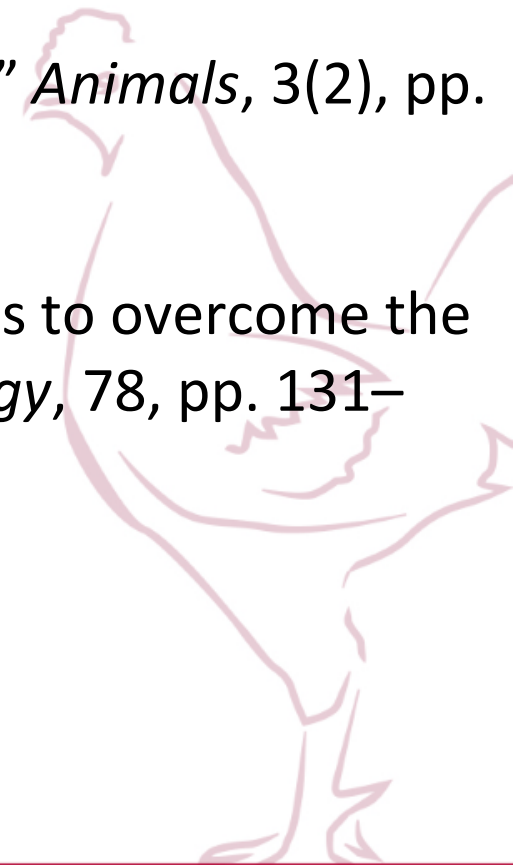 ” Animals, 3(2), pp.
s to overcome the
gy, 78, pp. 131–